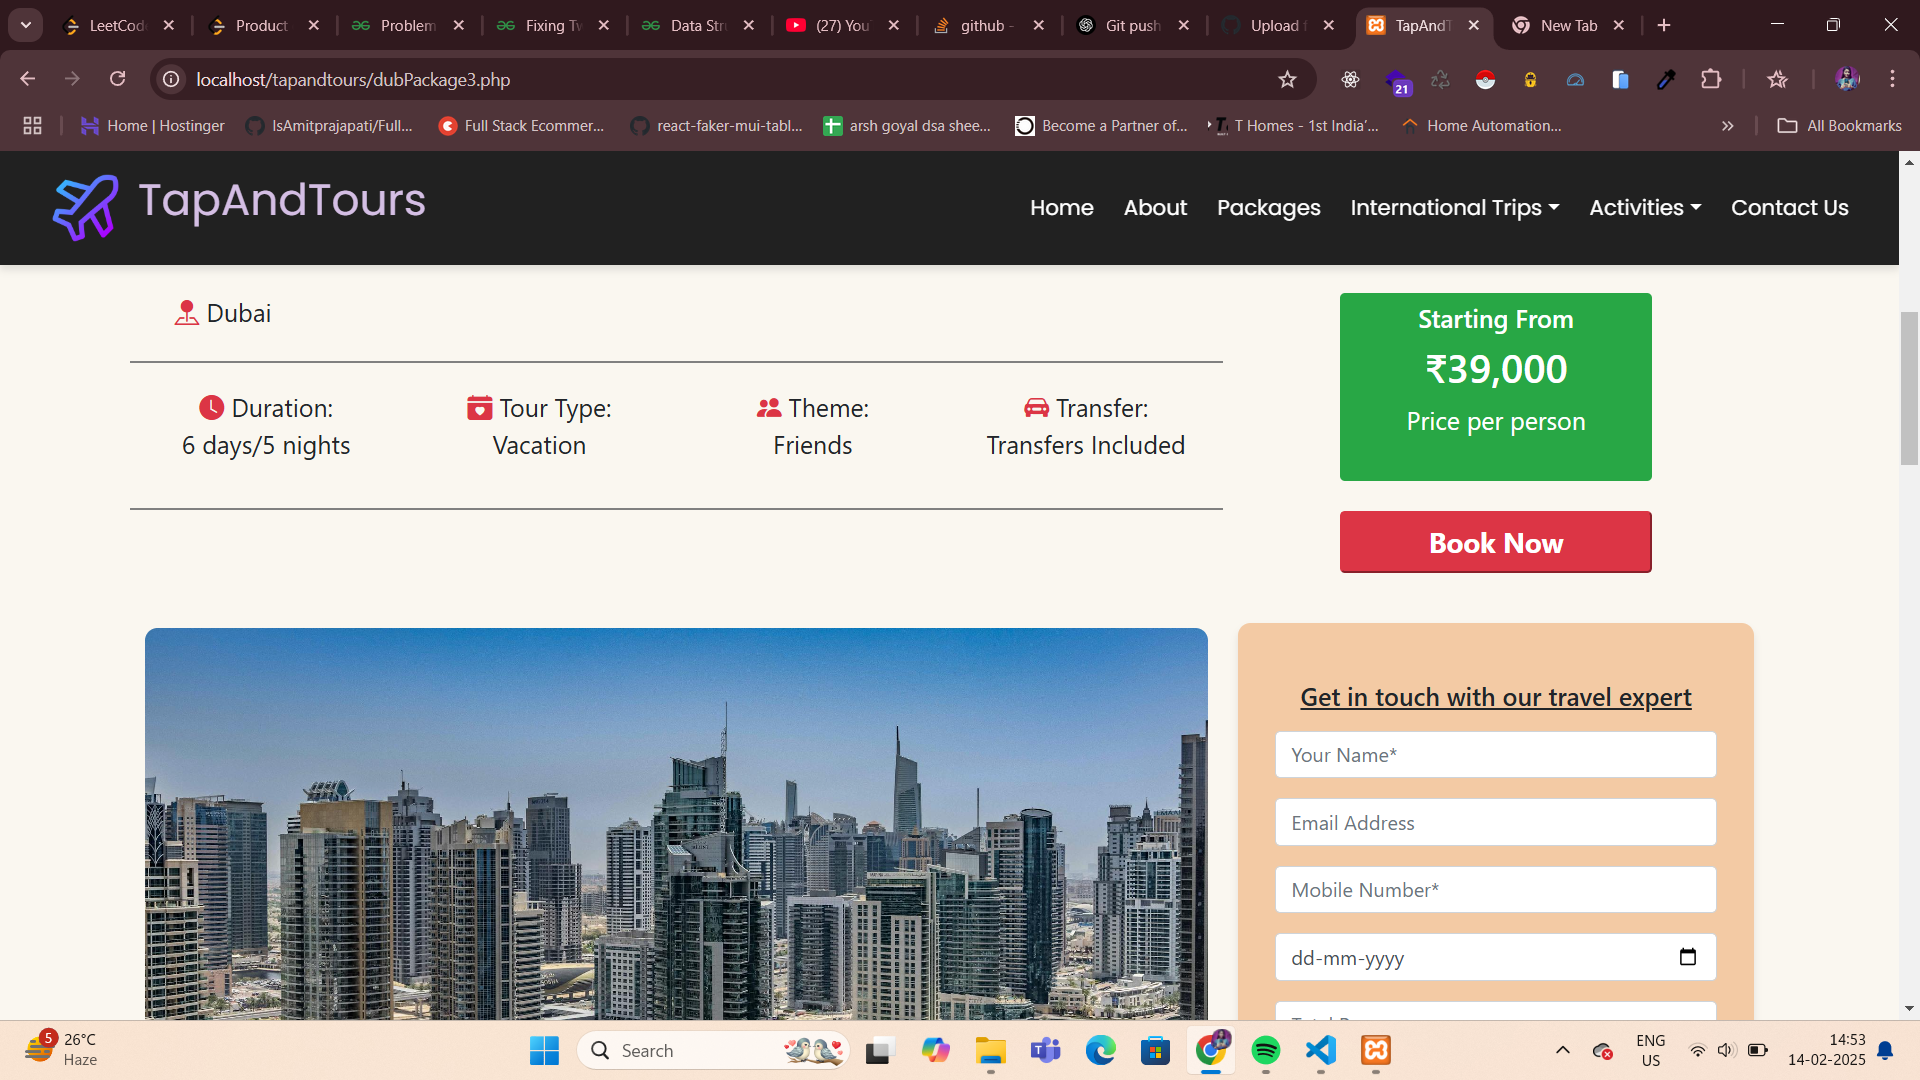 LeetCod
Product
Problem
Fixing Tw
Data Stru
(27) You
github -
Git push
Upload f
TapAndT
New Tab
localhost/tapandtours/dubPackage3.php
21
Home | Hostinger
IsAmitprajapati/Full...
Full Stack Ecommer...
react-faker-mui-tabl...
arsh goyal dsa shee...
Become a Partner of...
T Homes - 1st India'...
Home Automation...
All Bookmarks
TapAndTours
Home
About
Packages
International Trips
Activities
Contact Us
Dubai
Starting From
₹39,000
Price per person
Duration:
6 days/5 nights
Tour Type:
Vacation
Theme:
Friends
Transfer:
Transfers Included
Book Now
Get in touch with our travel expert
Your Name*
Email Address
Mobile Number*
dd-mm-yyyy
5
26°C
Haze
Search
ENG
US
14:53
14-02-2025